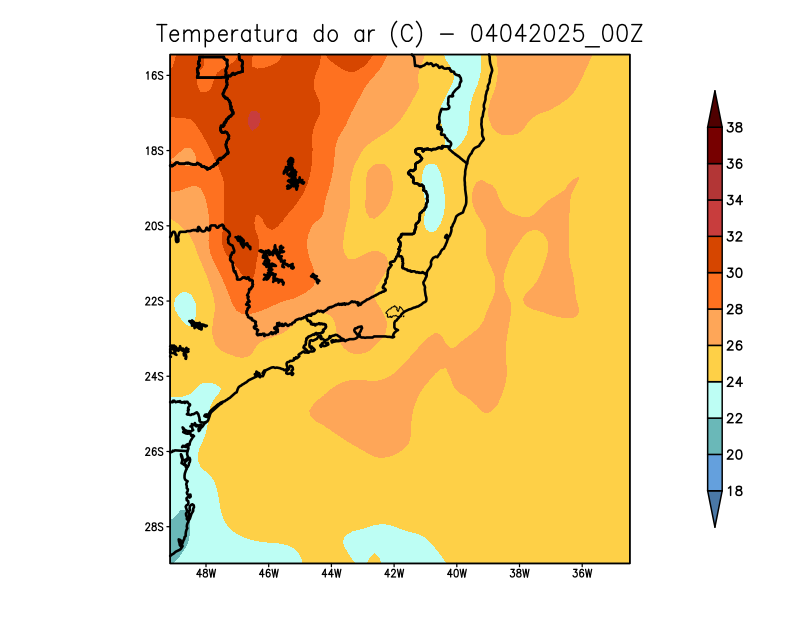 Temperatura do ar (C) – 04042025_00Z
16S
18S
20S
22S
24S
26S
28S
48W 46W 44W 42W 40W 38W 36W
38
36
34
32
30
28
26
24
22
20
18